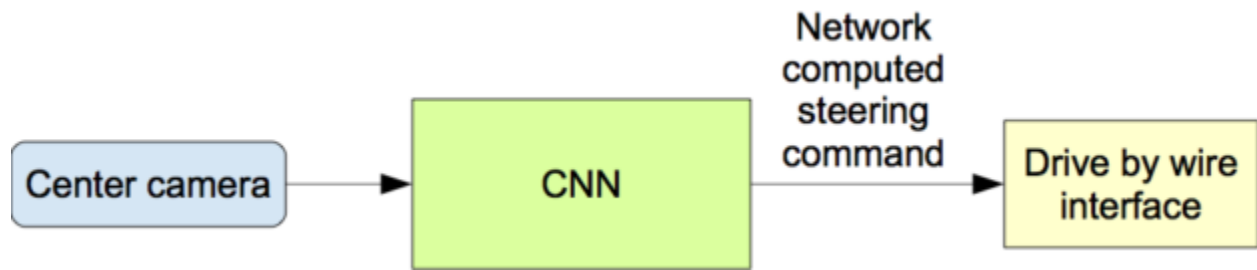 Center camera
CNN
Network
computed
steering
command
Drive by wire
interface